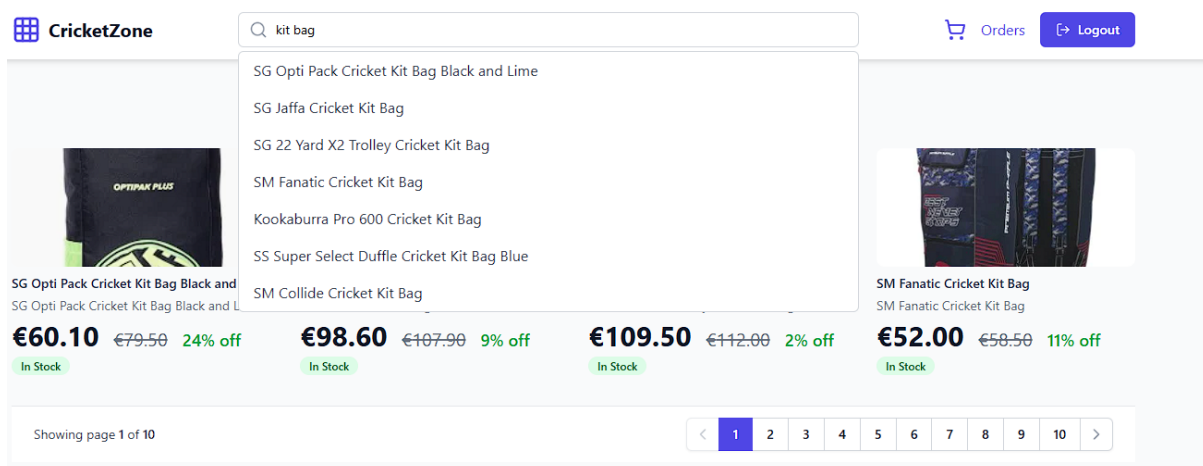 CricketZone
kit bag
Orders
Logout
SG Opti Pack Cricket Kit Bag Black and Lime
SG Jaffa Cricket Kit Bag
SG 22 Yard X2 Trolley Cricket Kit Bag
SM Fanatic Cricket Kit Bag
Kookaburra Pro 600 Cricket Kit Bag
SS Super Select Duffle Cricket Kit Bag Blue
SM Collide Cricket Kit Bag
OPTIPAK PLUS
SG Opti Pack Cricket Kit Bag Black and
SG Opti Pack Cricket Kit Bag Black and L
€60.10 €79.50 24% off
In Stock
€98.60 €107.90 9% off
In Stock
€109.50 €112.00 2% off
In Stock
SM Fanatic Cricket Kit Bag
SM Fanatic Cricket Kit Bag
€52.00 €58.50 11% off
In Stock
Showing page 1 of 10
1 2 3 4 5 6 7 8 9 10